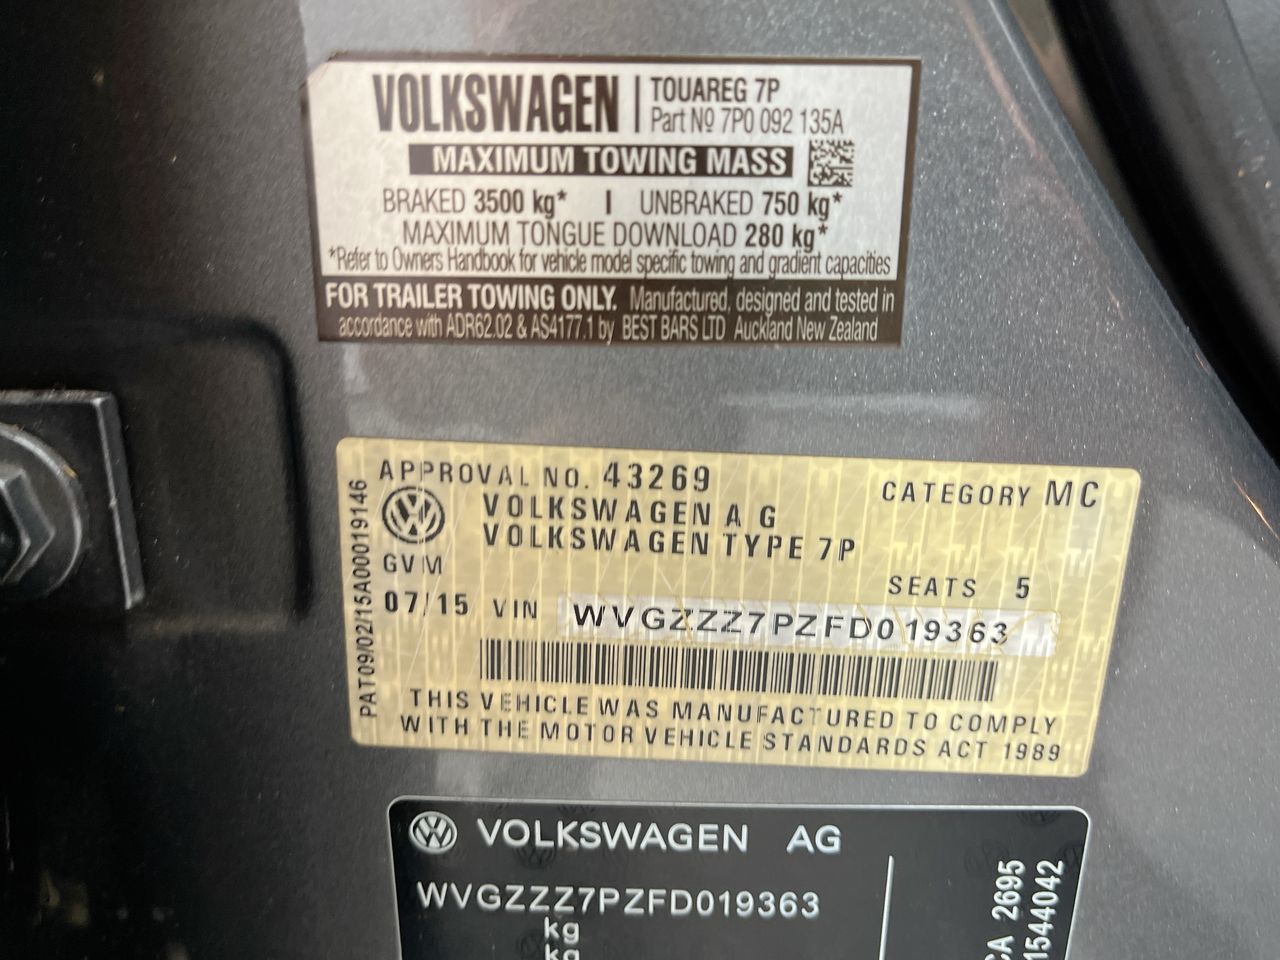 VOLKSWAGEN | TOUAREG 7P
Part Nº 7P0 092 135A
MAXIMUM TOWING MASS
BRAKED 3500 kg* | UNBRAKED 750 kg*
MAXIMUM TONGUE DOWNLOAD 280 kg*
*Refer to Owners Handbook for vehicle model specific towing and gradient capacities
FOR TRAILER TOWING ONLY. Manufactured, designed and tested in
accordance with ADR62.02 & AS4177.1 by BEST BARS LTD Auckland New Zealand
PAT09/02/15A00019146
APPROVAL NO. 43269
CATEGORY MC
VOLKSWAGEN A G
VOLKSWAGEN TYPE 7P
GVM
SEATS 5
07/15 VIN WVGZZZ7PZFD019363
THIS VEHICLE WAS MANUFACTURED TO COMPLY
WITH THE MOTOR VEHICLE STANDARDS ACT 1989
VOLKSWAGEN AG
WVGZZZ7PZFD019363
kg
kg
CA 2695
1544042